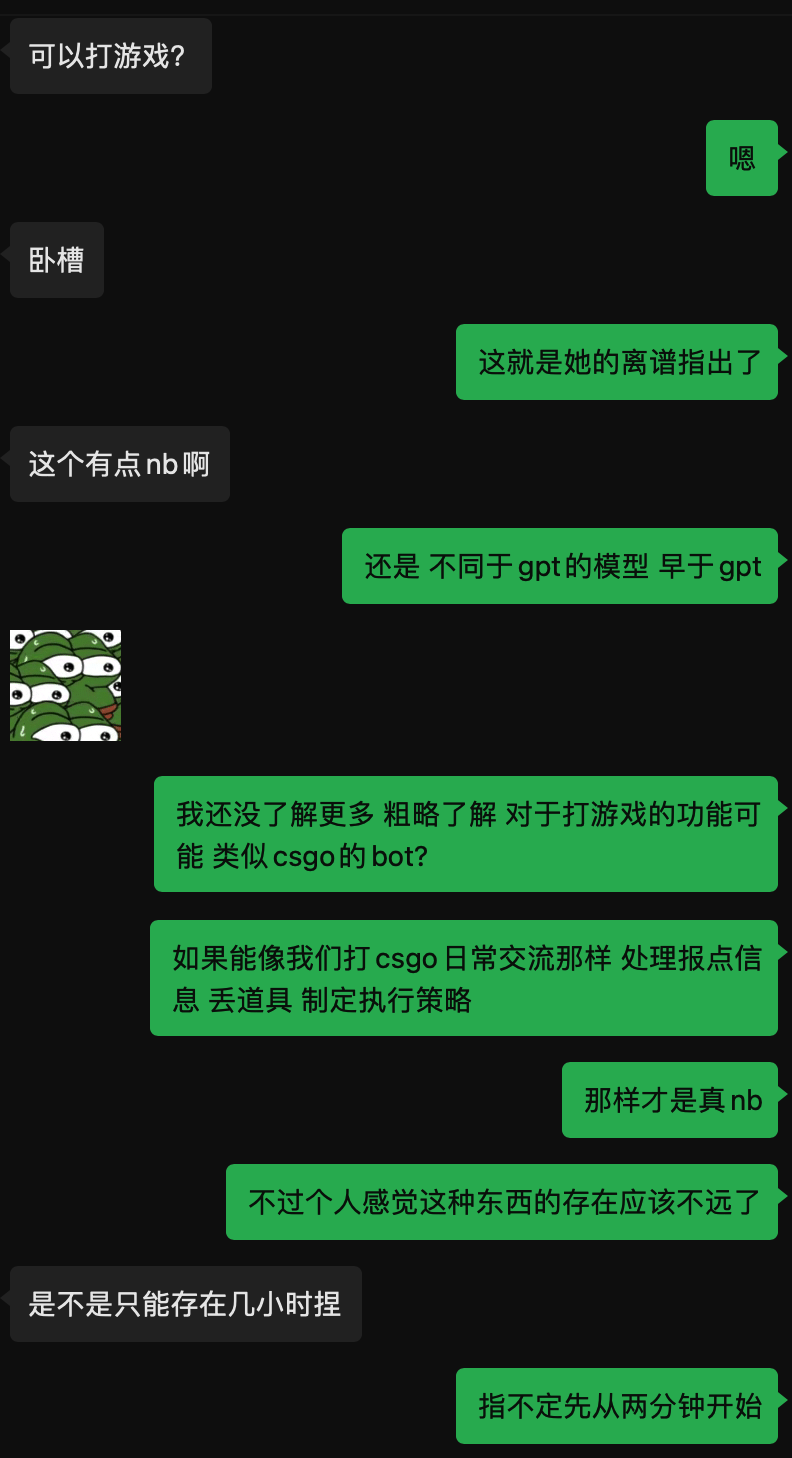 可以打游戏?
嗯
卧槽
这就是她的离谱指出了
这个有点nb啊
还是 不同于gpt的模型 早于gpt
我还没了解更多 粗略了解 对于打游戏的功能可
能 类似csgo的bot?
如果能像我们打csgo日常交流那样 处理报点信
息 丢道具 制定执行策略
那样才是真nb
不过个人感觉这种东西的存在应该不远了
是不是只能存在几小时捏
指不定先从两分钟开始